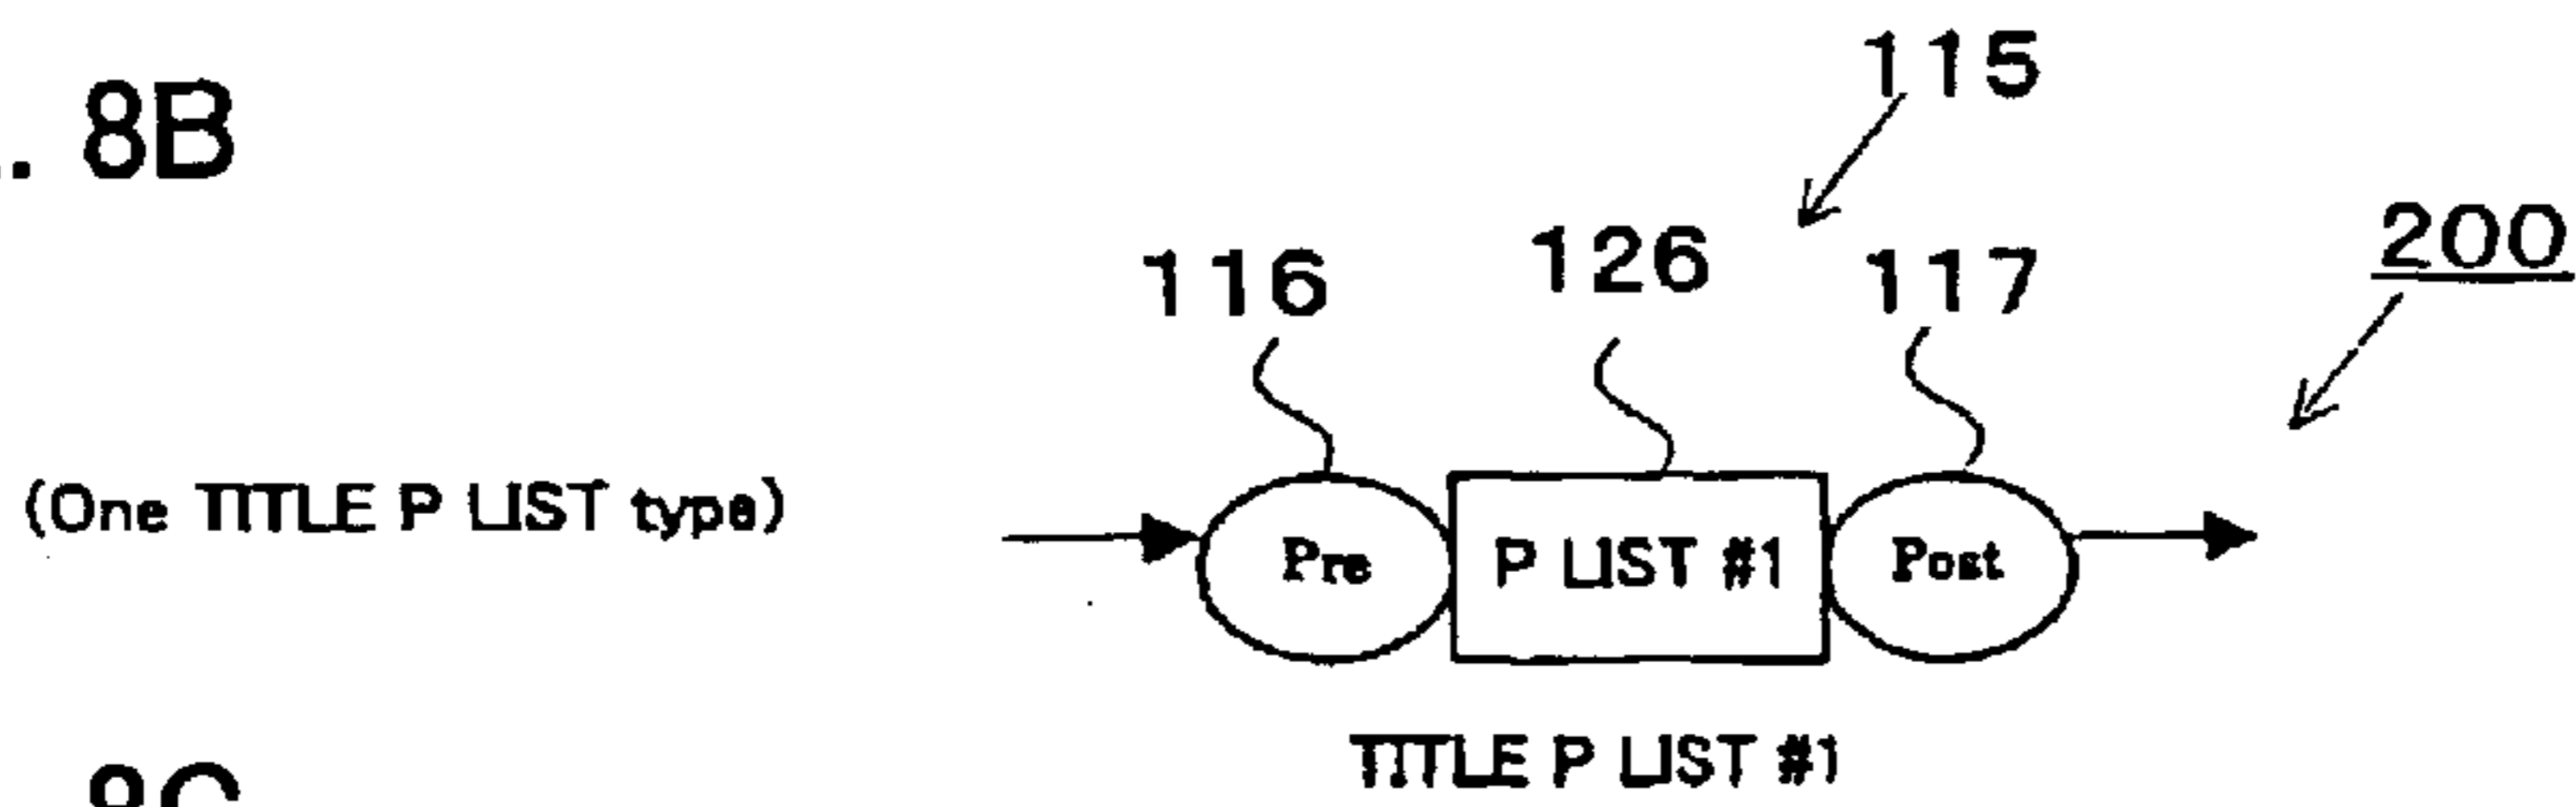 . 8B
115
116 126 117 200
(One TITLE P LIST type) Pre P LIST #1 Post
TITLE P LIST #1
8C